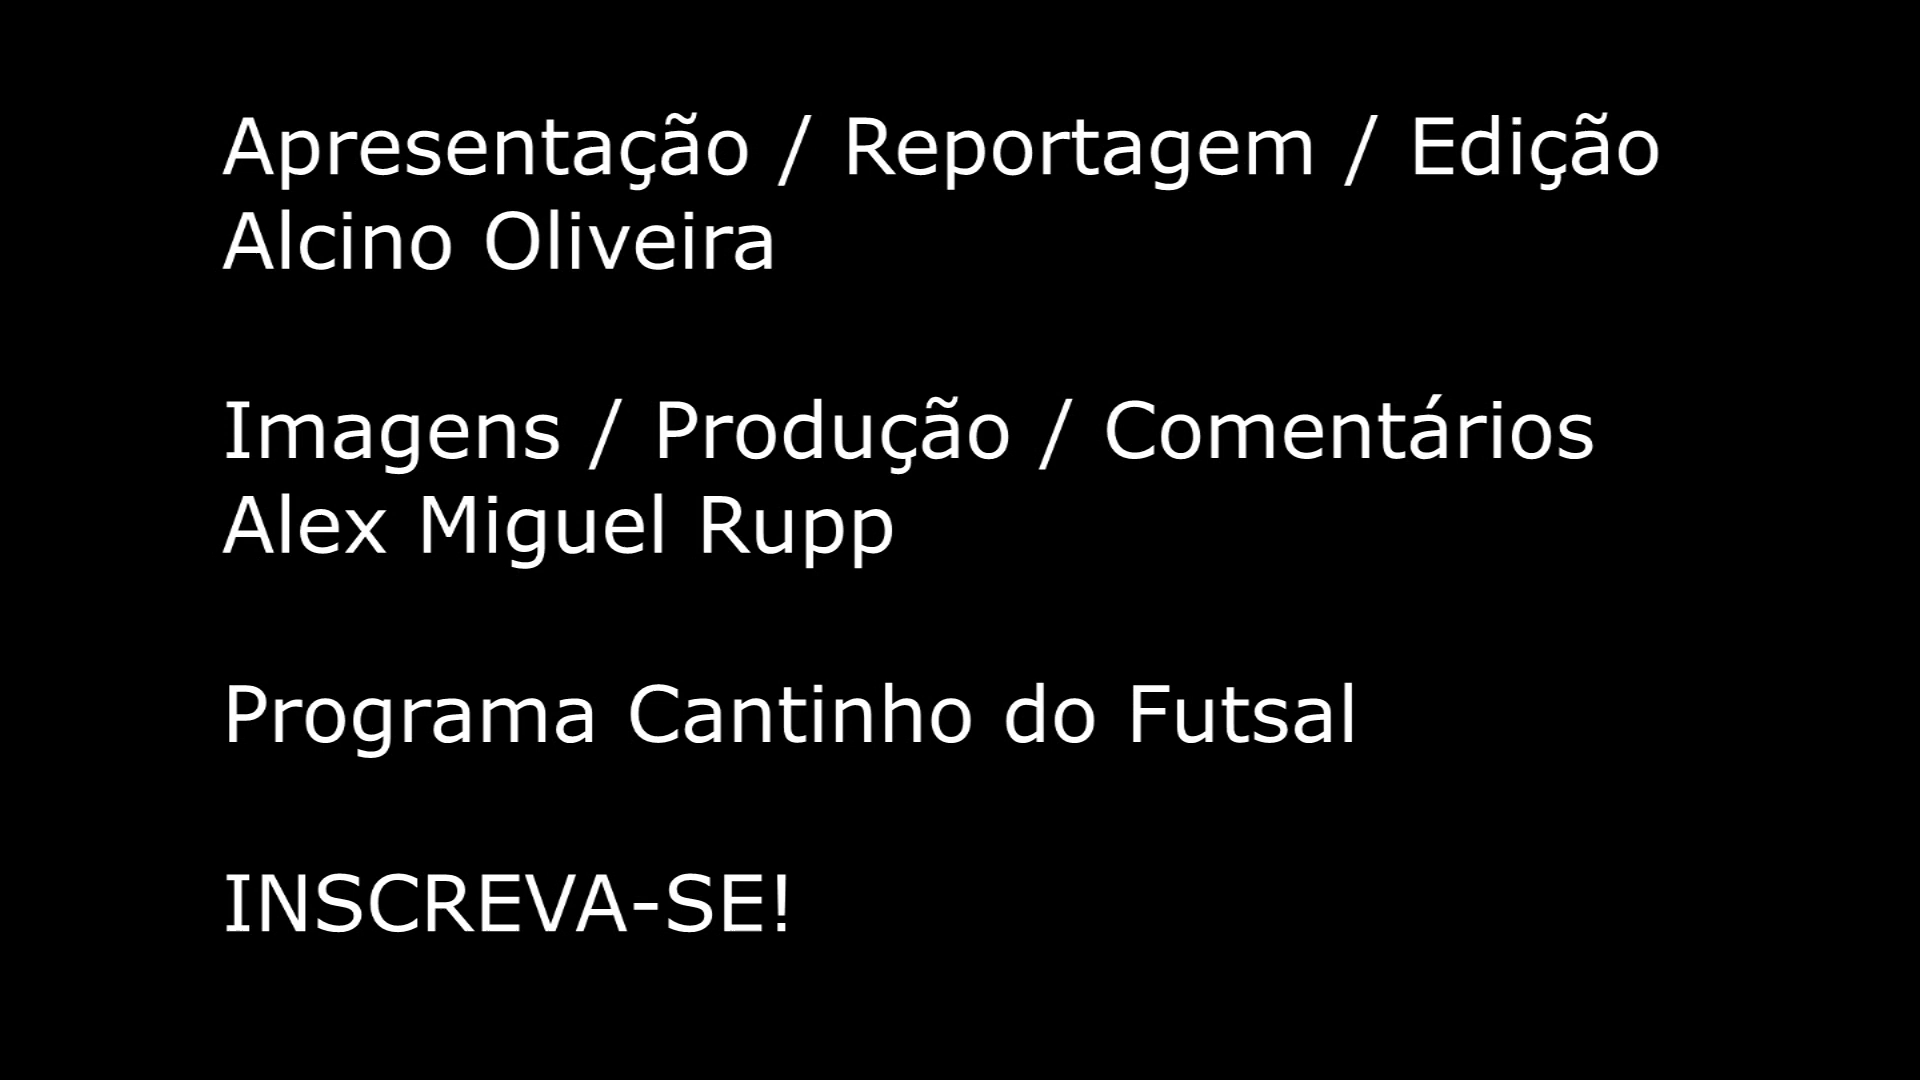 Apresentação / Reportagem / Edição
Alcino Oliveira
Imagens / Produção / Comentários
Alex Miguel Rupp
Programa Cantinho do Futsal
INSCREVA-SE!